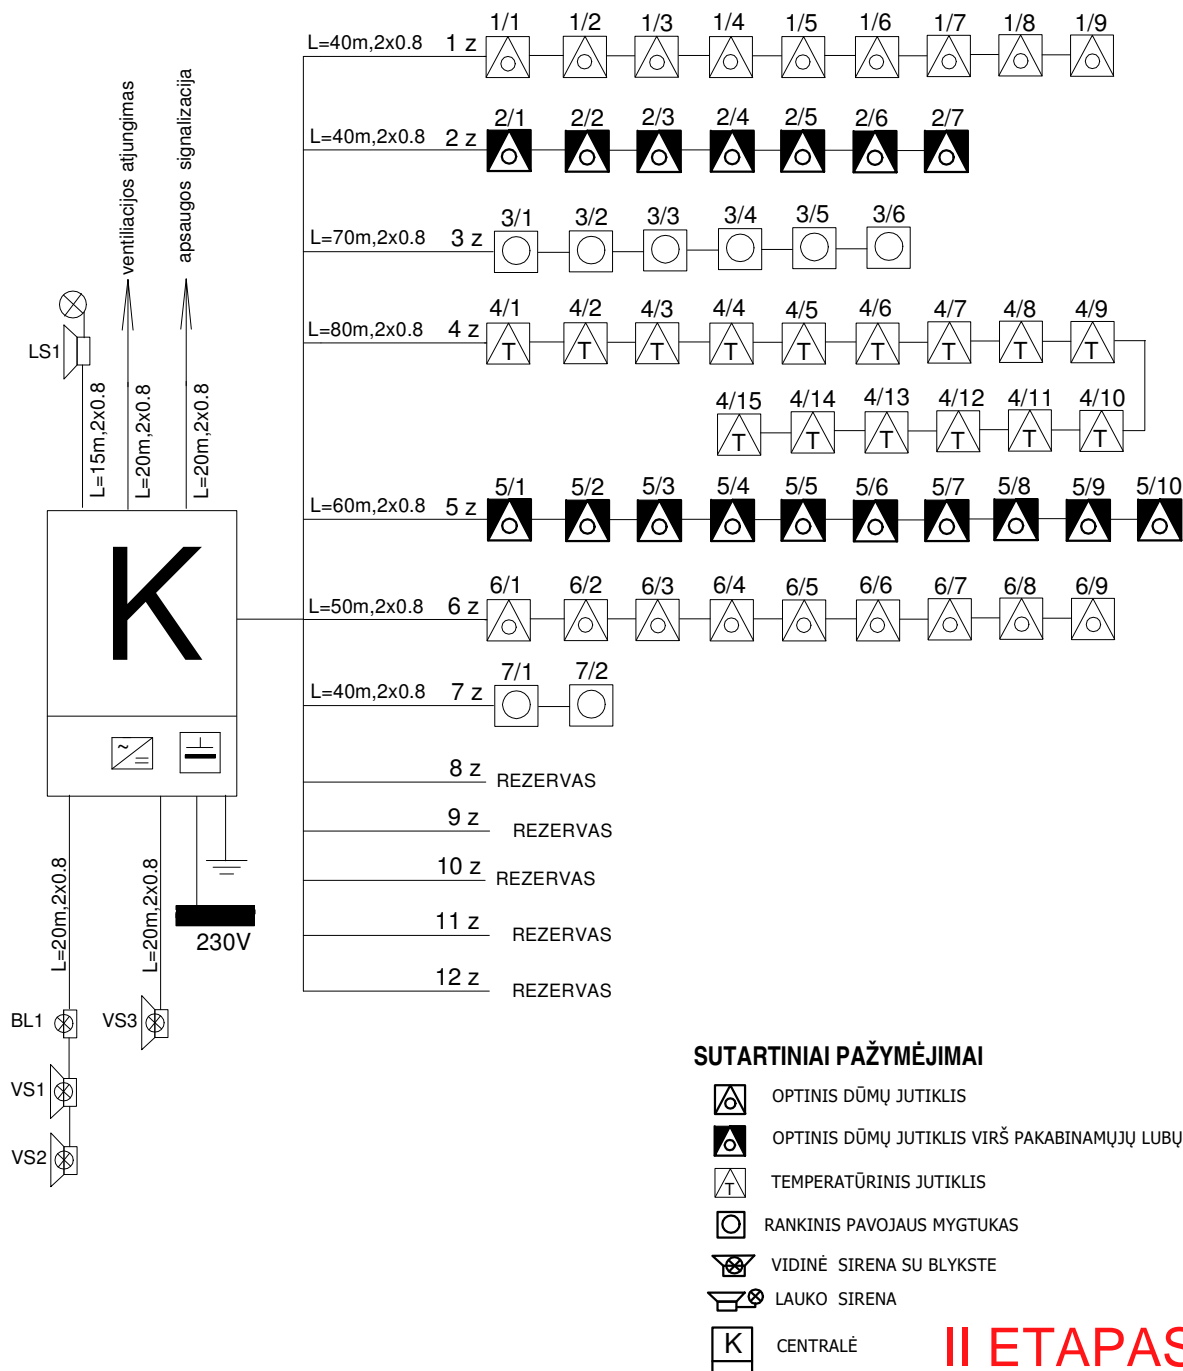 1/1 1/2 1/3 1/4 1/5 1/6 1/7 1/8 1/9
L=40m,2x0.8 1 z
2/1 2/2 2/3 2/4 2/5 2/6 2/7
L=40m,2x0.8 2 z
3/1 3/2 3/3 3/4 3/5 3/6
L=70m,2x0.8 3 z
4/1 4/2 4/3 4/4 4/5 4/6 4/7 4/8 4/9
L=80m,2x0.8 4 z
T T T T T T T T T
4/15 4/14 4/13 4/12 4/11 4/10
T T T T T T
5/1 5/2 5/3 5/4 5/5 5/6 5/7 5/8 5/9 5/10
L=60m,2x0.8 5 z
6/1 6/2 6/3 6/4 6/5 6/6 6/7 6/8 6/9
L=50m,2x0.8 6 z
7/1 7/2
L=40m,2x0.8 7 z
8 z REZERVAS
9 z REZERVAS
10 z REZERVAS
11 z REZERVAS
12 z REZERVAS
ventiliacijos atjungimas
apsaugos signalizacija
LS1
L=15m,2x0.8
L=20m,2x0.8
L=20m,2x0.8
K
L=20m,2x0.8
L=20m,2x0.8
230V
BL1
VS3
VS1
VS2
SUTARTINIAI PAŽYMĖJIMAI
OPTINIS DŪMŲ JUTIKLIS
OPTINIS DŪMŲ JUTIKLIS VIRŠ PAKABINAMŲJŲ LUBŲ
T TEMPERATŪRINIS JUTIKLIS
RANKINIS PAVOJAUS MYGTUKAS
VIDINĖ SIRENA SU BLYKSTE
LAUKO SIRENA
K CENTRALĖ
II ETAPAS